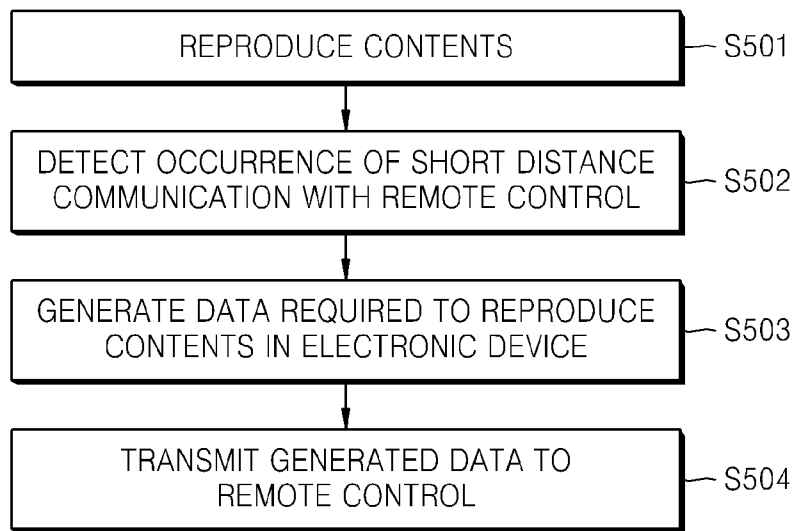 REPRODUCE CONTENTS
S501
DETECT OCCURRENCE OF SHORT DISTANCE
COMMUNICATION WITH REMOTE CONTROL
S502
GENERATE DATA REQUIRED TO REPRODUCE
CONTENTS IN ELECTRONIC DEVICE
S503
TRANSMIT GENERATED DATA TO
REMOTE CONTROL
S504